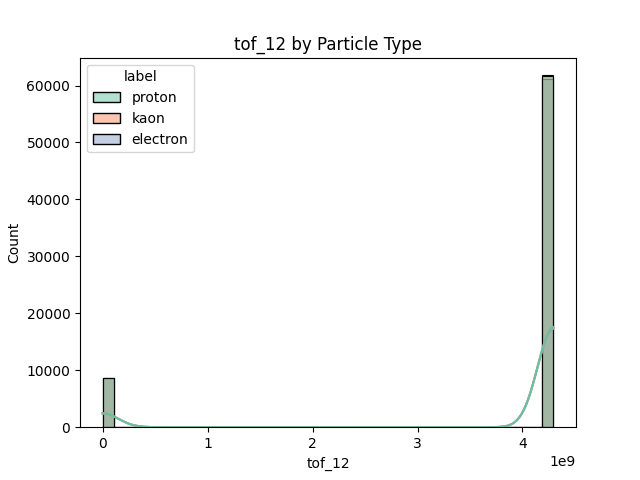 tof_12 by Particle Type
label
proton
kaon
electron
60000
50000
40000
30000
20000
10000
0
Count
0 1 2 3 4
1e9
tof_12